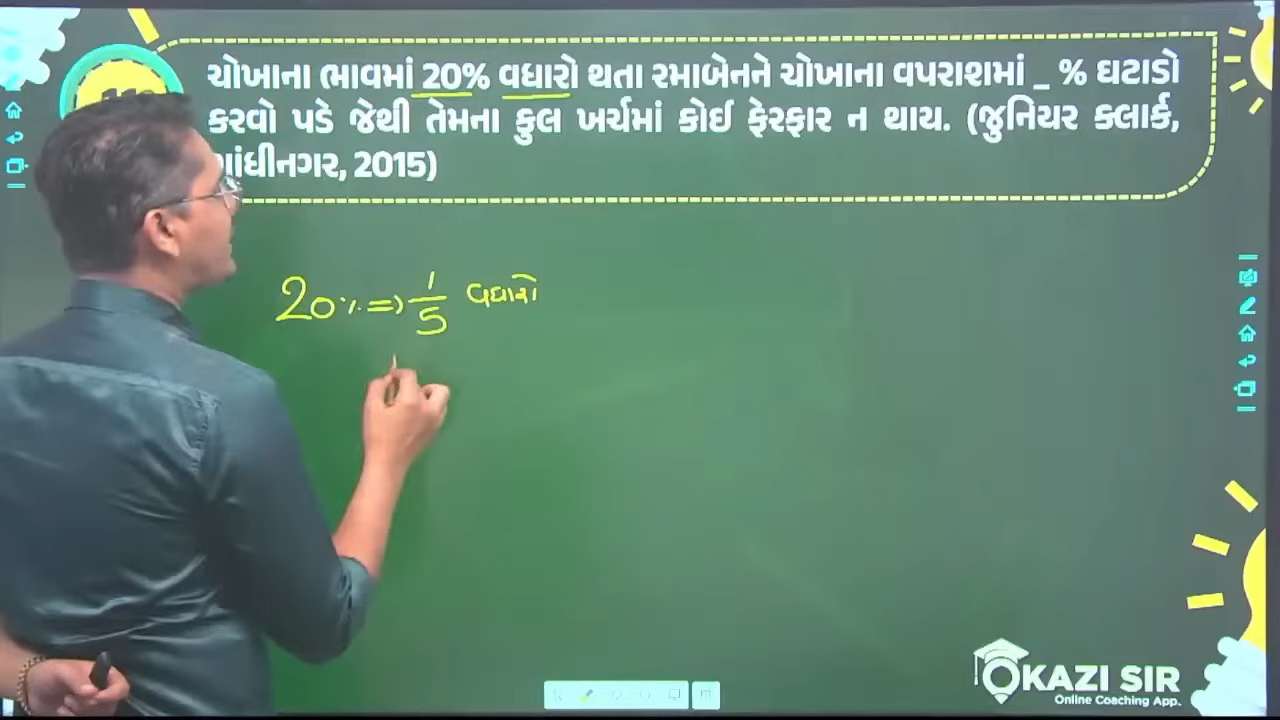 ચોખાના ભાવમાં 20% વધારો થતા રમાબેનને ચોખાના વપરાશમાં _ % ઘટાડો
કરવો પડે જેથી તેમના કુલ ખર્ચમાં કોઈ ફેરફાર ન થાય. (જુનિયર કલાર્ક,
ગાંધીનગર, 2015)
20% => 1/5 વધારો
KAZI SIR
Online Coaching App.